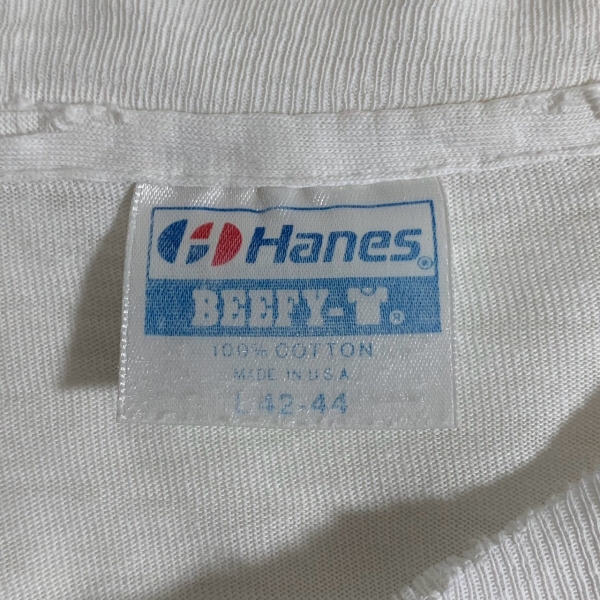 Hanes®
BEEFY-T®
100% COTTON
MADE IN U.S.A.
L 42-44